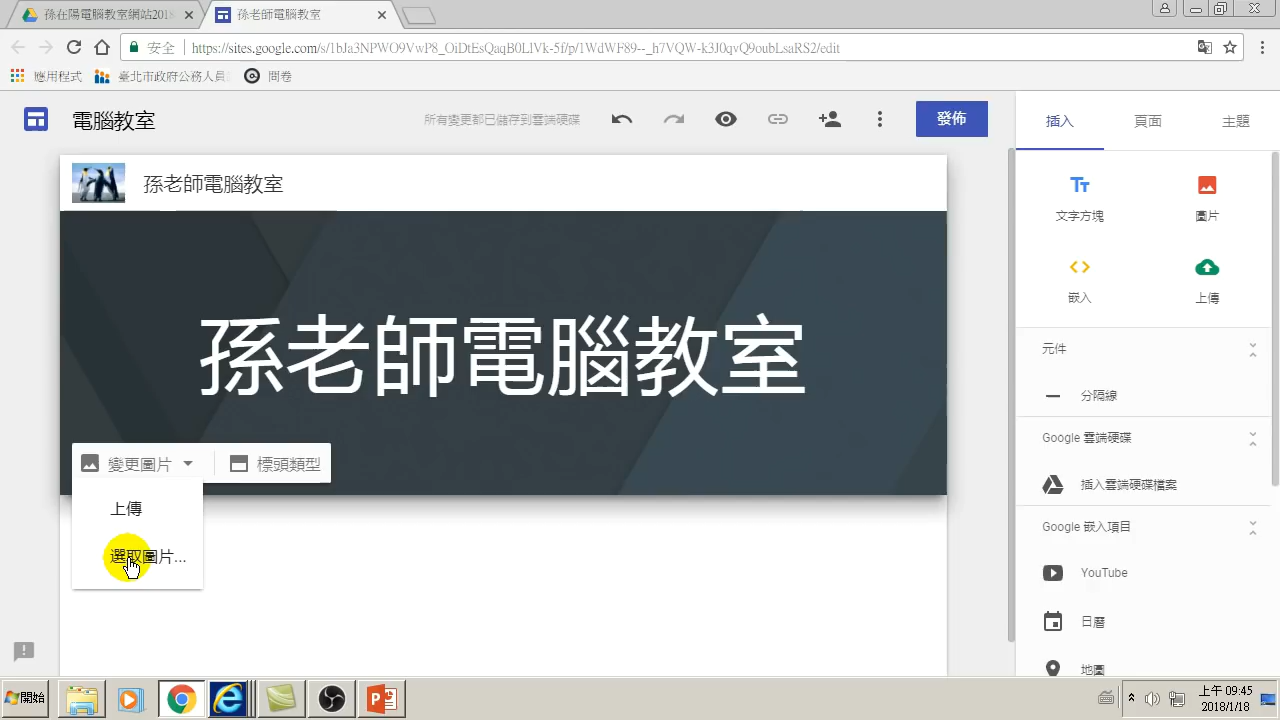 孫在陽電腦教室網站201
孫老師電腦教室
安全
https://sites.google.com/s/1bJa3NPWO9VwP8_OiDtEsQaqB0LIVk-5f7p/1WdWF89--_h7VQW-k3J0qvQ9oubLsaRS2/edit
應用程式
臺北市政府公務人員
問卷
電腦教室
所有變更都已儲存到雲端硬碟
發佈
插入
頁面
主題
孫老師電腦教室
文字方塊
圖片
嵌入
上傳
孫老師電腦教室
元件
分隔線
Google 雲端硬碟
變更圖片
標頭類型
插入雲端硬碟檔案
上傳
Google 嵌入項目
選取圖片...
YouTube
日曆
地圖
開始
上午 09:45
2018/1/18